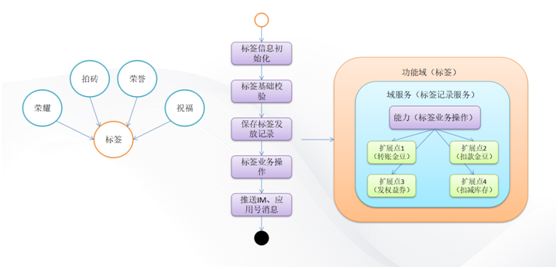 荣耀
拍砖
荣誉
祝福
标签
标签信息初
始化
标签基础校
验
保存标签发
放记录
标签业务操
作
推送IM、应
用号消息
功能域（标签）
域服务（标签记录服务）
能力（标签业务操作）
扩展点1
（转账金豆）
扩展点2
（扣款金豆）
扩展点3
（发权益券）
扩展点4
（扣减库存）